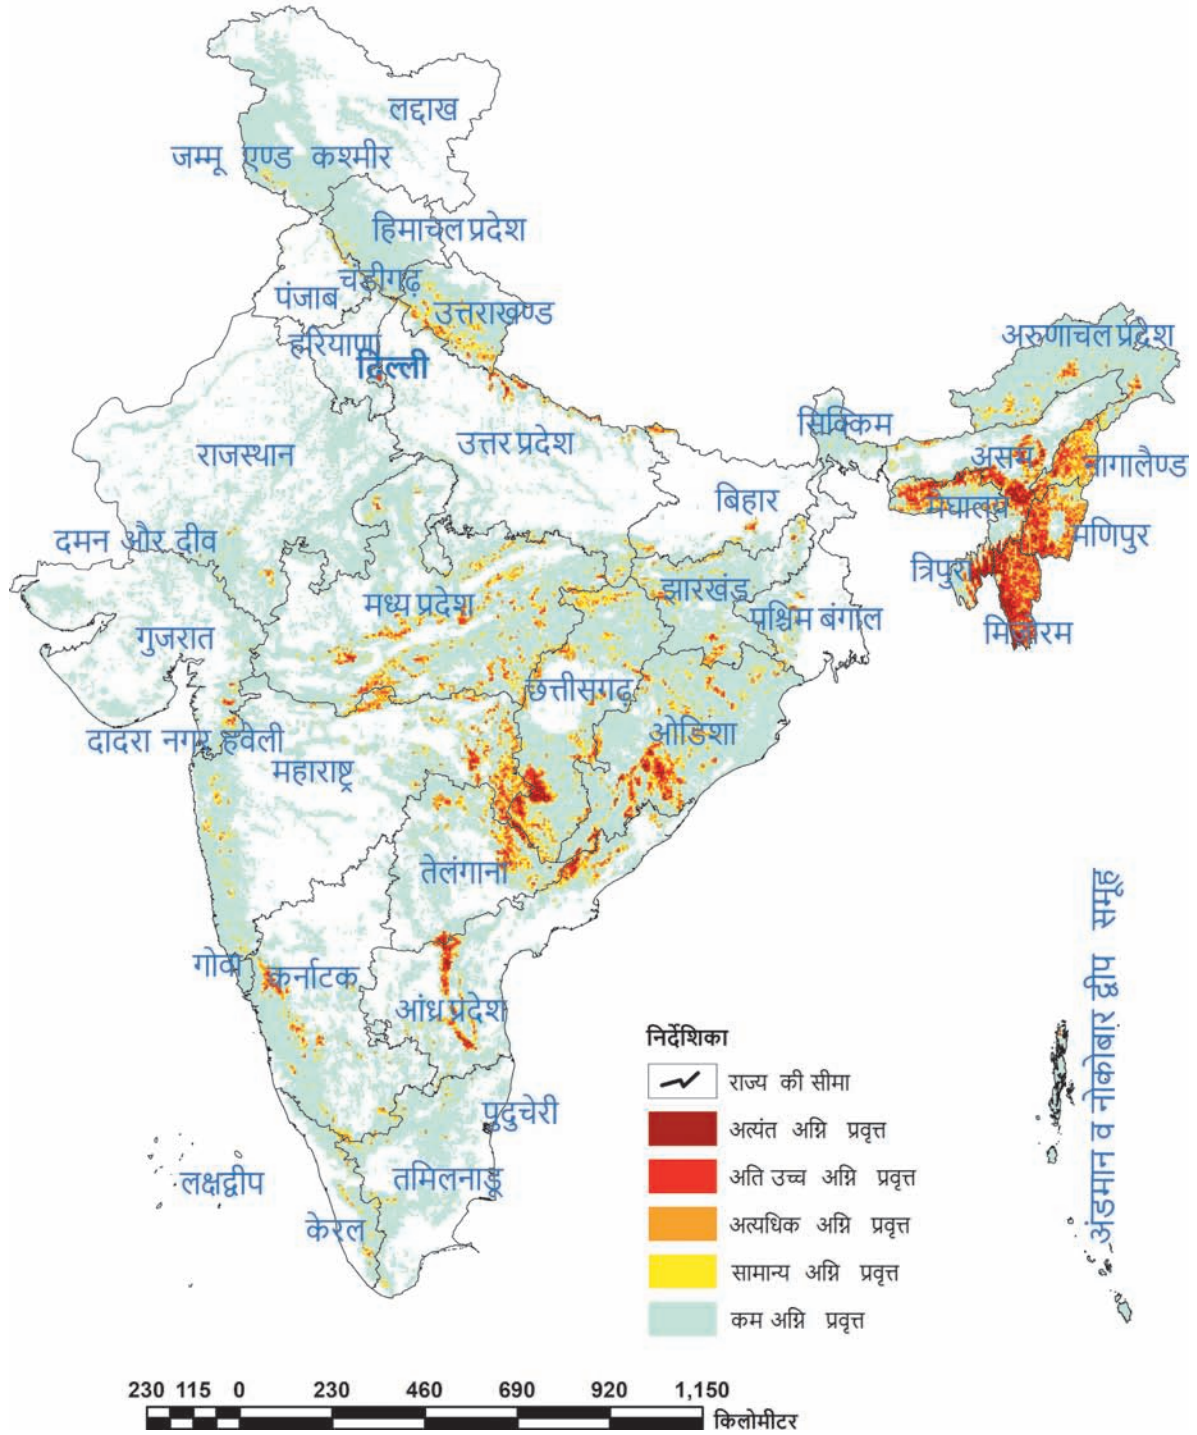 लद्दाख
जम्मू एण्ड कश्मीर
हिमाचल प्रदेश
चंडीगढ़
पंजाब
उत्तराखण्ड
हरियाणा
दिल्ली
अरुणाचल प्रदेश
सिक्किम
उत्तर प्रदेश
राजस्थान
असम
नागालैण्ड
बिहार
मेघालय
मणिपुर
दमन और दीव
त्रिपुरा
झारखंड
मध्य प्रदेश
पश्चिम बंगाल
मिजोरम
गुजरात
छत्तीसगढ़
ओडिशा
दादरा नगर हवेली
महाराष्ट्र
तेलंगाना
अंडमान व नोकोबार द्वीप समूह
गोवा
कर्नाटक
आंध्र प्रदेश
पुदुचेरी
तमिलनाडू
लक्षद्वीप
केरल
निर्देशिका
राज्य की सीमा
अत्यंत अग्नि प्रवृत्त
अति उच्च अग्नि प्रवृत्त
अत्यधिक अग्नि प्रवृत्त
सामान्य अग्नि प्रवृत्त
कम अग्नि प्रवृत्त
230 115 0 230 460 690 920 1,150
किलोमीटर